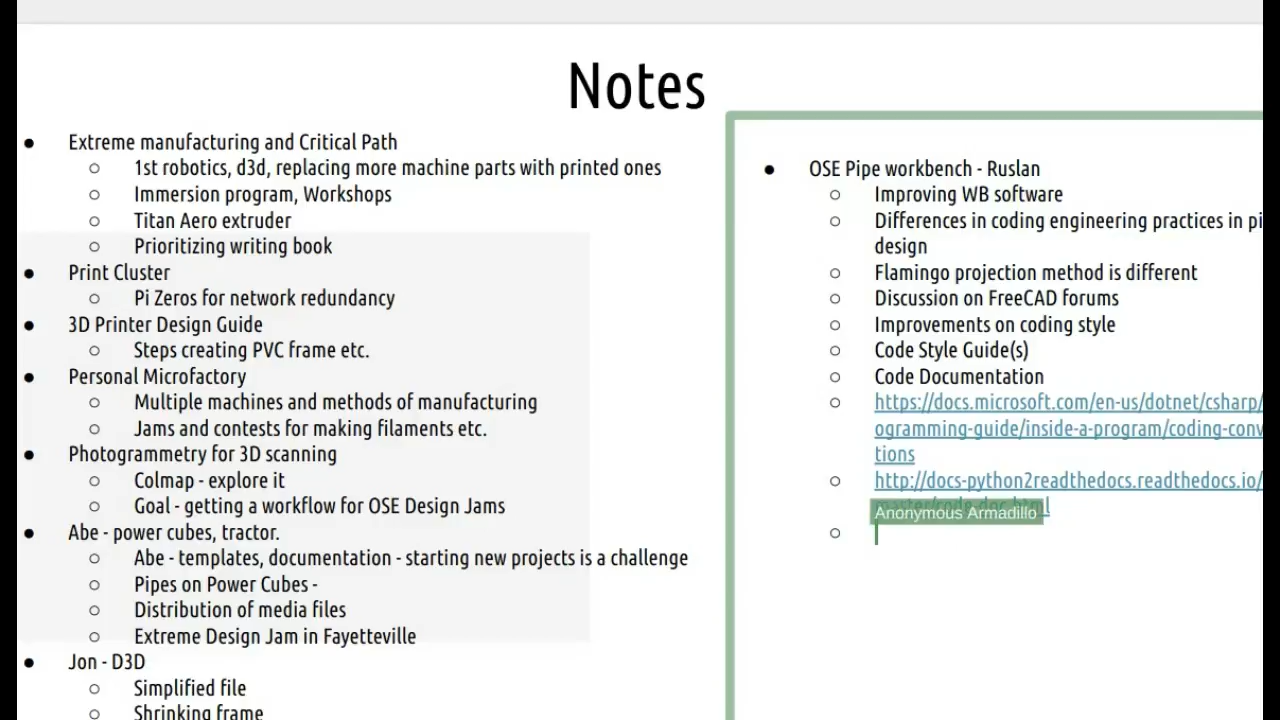 Notes
Extreme manufacturing and Critical Path
1st robotics, d3d, replacing more machine parts with printed ones
Immersion program, Workshops
Titan Aero extruder
Prioritizing writing book
Print Cluster
Pi Zeros for network redundancy
3D Printer Design Guide
Steps creating PVC frame etc.
Personal Microfactory
Multiple machines and methods of manufacturing
Jams and contests for making filaments etc.
Photogrammetry for 3D scanning
Colmap - explore it
Goal - getting a workflow for OSE Design Jams
Abe - power cubes, tractor.
Abe - templates, documentation - starting new projects is a challenge
Pipes on Power Cubes -
Distribution of media files
Extreme Design Jam in Fayetteville
Jon - D3D
Simplified file
Shrinking frame
OSE Pipe workbench - Ruslan
Improving WB software
Differences in coding engineering practices in pi
design
Flamingo projection method is different
Discussion on FreeCAD forums
Improvements on coding style
Code Style Guide(s)
Code Documentation
https://docs.microsoft.com/en-us/dotnet/csharp/
ogramming-guide/inside-a-program/coding-conv
tions
http://docs-python2readthedocs.readthedocs.io/
master/code-doc.html
Anonymous Armadillo